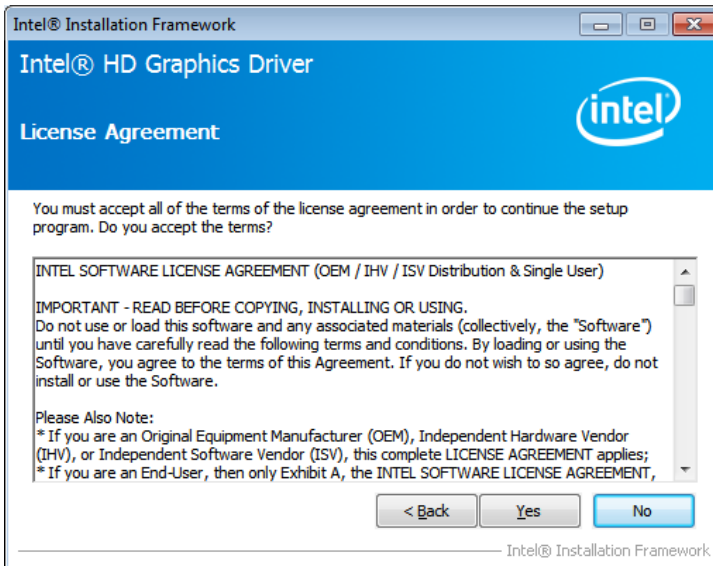 Intel® Installation Framework
Intel® HD Graphics Driver
intel
License Agreement
You must accept all of the terms of the license agreement in order to continue the setup
program. Do you accept the terms?
INTEL SOFTWARE LICENSE AGREEMENT (OEM / IHV / ISV Distribution & Single User)
IMPORTANT - READ BEFORE COPYING, INSTALLING OR USING.
Do not use or load this software and any associated materials (collectively, the "Software")
until you have carefully read the following terms and conditions. By loading or using the
Software, you agree to the terms of this Agreement. If you do not wish to so agree, do not
install or use the Software.
Please Also Note:
* If you are an Original Equipment Manufacturer (OEM), Independent Hardware Vendor
(IHV), or Independent Software Vendor (ISV), this complete LICENSE AGREEMENT applies;
* If you are an End-User, then only Exhibit A, the INTEL SOFTWARE LICENSE AGREEMENT,
< Back Yes No
Intel® Installation Framework